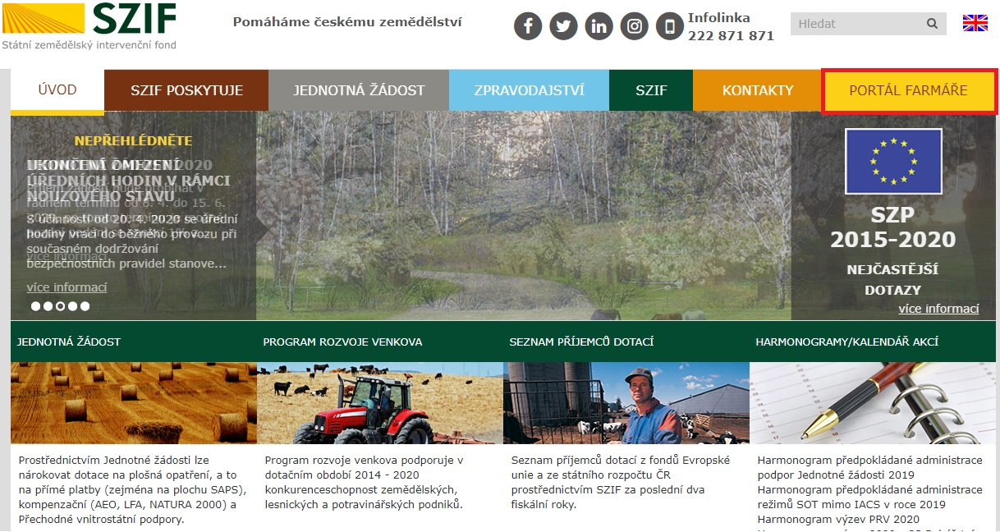 SZIF
Státní zemědělský intervenční fond
Pomáháme českému zemědělství
Infolinka
222 871 871
Hledat
ÚVOD
SZIF POSKYTUJE
JEDNOTNÁ ŽÁDOST
ZPRAVODAJSTVÍ
SZIF
KONTAKTY
PORTÁL FARMÁŘE
NEPŘEHLÉDNĚTE
UKONČENÍ OMEZENÍ
ÚŘEDNÍCH HODIN V RÁMCI
NOUZOVÉHO STAVU
S účinností od 20. 4. 2020 se úřední
hodiny vrací do běžného provozu při
současném dodržování
bezpečnostních pravidel stanove...
více informací
SZP
2015-2020
NEJČASTĚJŠÍ
DOTAZY
více informací
JEDNOTNÁ ŽÁDOST
Prostřednictvím Jednotné žádosti lze
nárokovat dotace na plošná opatření, a to
na přímé platby (zejména na plochu SAPS),
kompenzační (AEO, LFA, NATURA 2000) a
Přechodné vnitrostátní podpory.
PROGRAM ROZVOJE VENKOVA
Program rozvoje venkova podporuje v
dotačním období 2014 - 2020
konkurenceschopnost zemědělských,
lesnických a potravinářských podniků.
SEZNAM PŘÍJEMCŮ DOTACÍ
Seznam příjemců dotací z fondů Evropské
unie a ze státního rozpočtu ČR
prostřednictvím SZIF za poslední dva
fiskální roky.
HARMONOGRAMY/KALENDÁŘ AKCÍ
Harmonogram předpokládané administrace
podpor Jednotné žádosti 2019
Harmonogram předpokládané administrace
režimů SOT mimo IACS v roce 2019
Harmonogram výzev PRV 2020